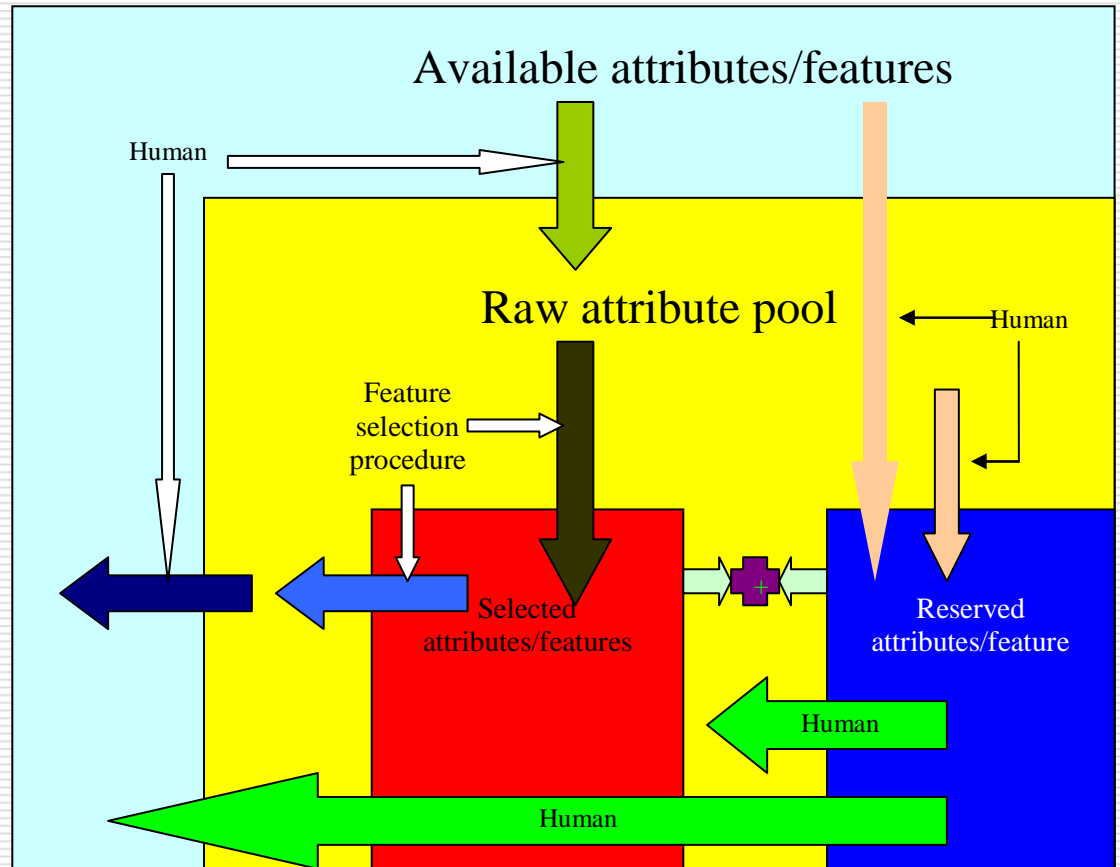 Available attributes/features
Human
Raw attribute pool
Human
Feature
selection
procedure
+
Selected
attributes/features
Reserved
attributes/feature
Human
Human